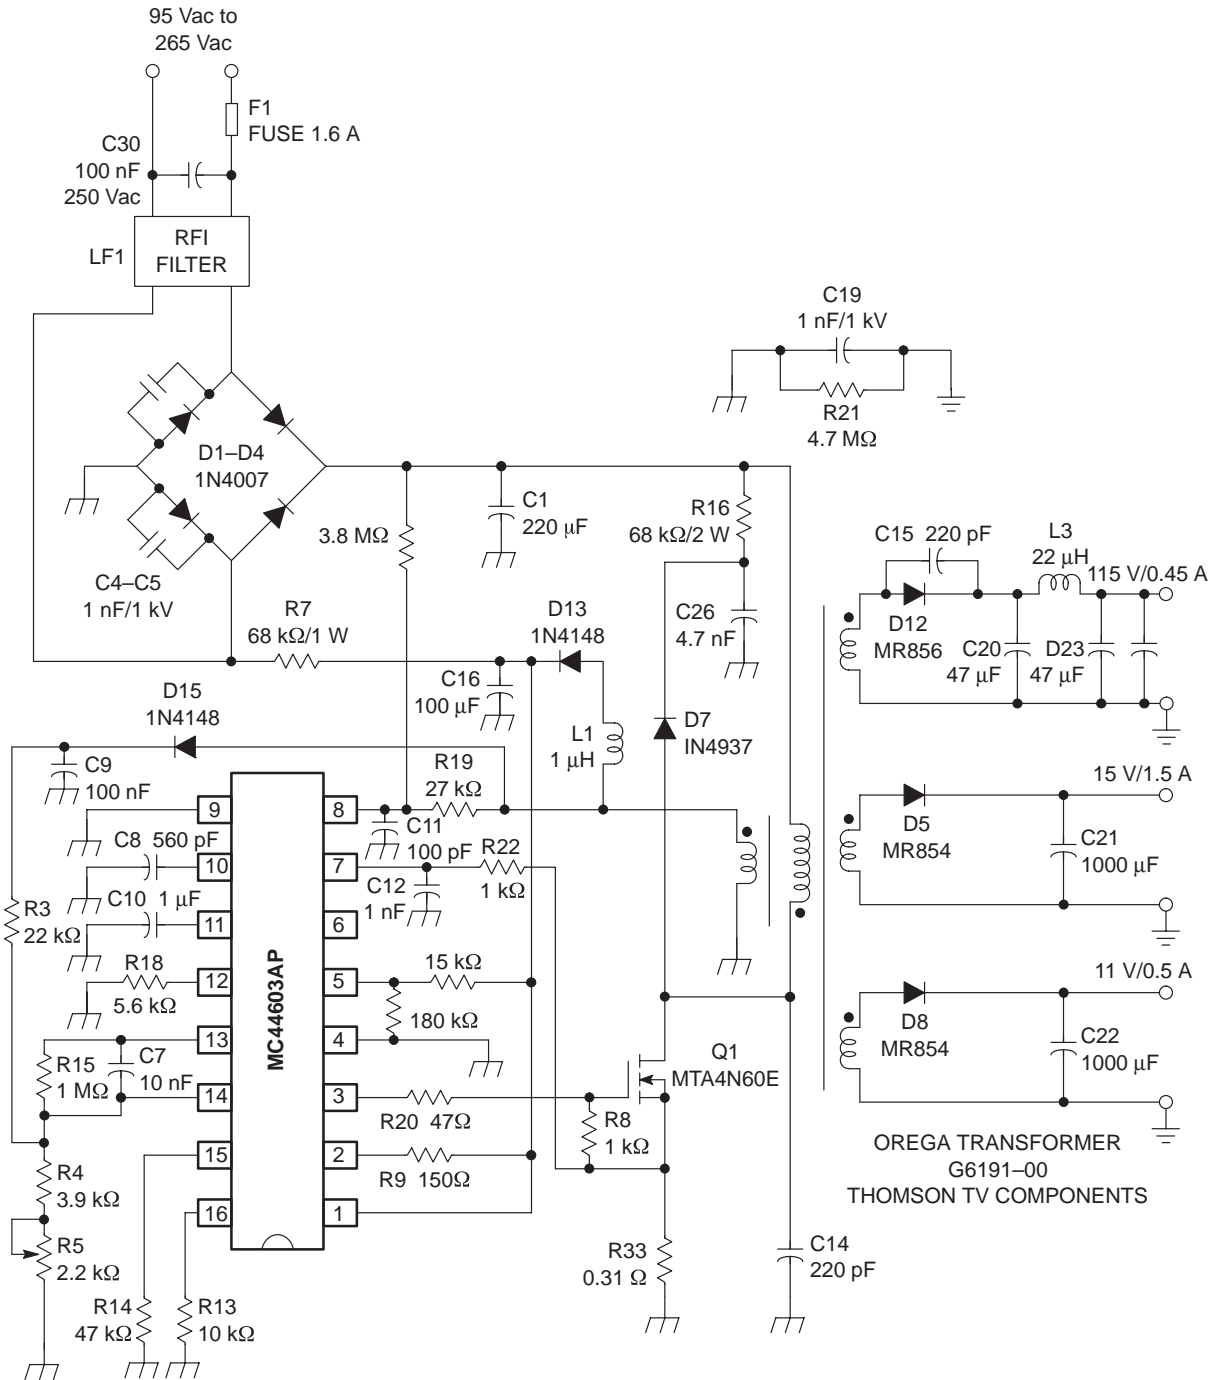 95 Vac to
265 Vac
F1
FUSE 1.6 A
C30
100 nF
250 Vac
LF1
RFI
FILTER
C19
1 nF/1 kV
R21
4.7 MΩ
D1–D4
1N4007
C4–C5
1 nF/1 kV
3.8 MΩ
C1
220 µF
R16
68 kΩ/2 W
C26
4.7 nF
R7
68 kΩ/1 W
C16
100 µF
D13
1N4148
L1
1 µH
D7
IN4937
C15 220 pF
L3
22 µH
115 V/0.45 A
D12
MR856
C20
47 µF
D23
47 µF
D15
1N4148
C9
100 nF
R19
27 kΩ
C11
100 pF
R22
1 kΩ
C12
1 nF
15 V/1.5 A
D5
MR854
C21
1000 µF
9
8
C8 560 pF
10
7
C10 1 µF
11
6
R3
22 kΩ
R18
5.6 kΩ
12
5
15 kΩ
180 kΩ
13
4
R15
1 MΩ
C7
10 nF
14
3
R20 47Ω
MC44603AP
15
2
R9 150Ω
16
1
R4
3.9 kΩ
R5
2.2 kΩ
R14
47 kΩ
R13
10 kΩ
Q1
MTA4N60E
R8
1 kΩ
R33
0.31 Ω
C14
220 pF
11 V/0.5 A
D8
MR854
C22
1000 µF
OREGA TRANSFORMER
G6191–00
THOMSON TV COMPONENTS